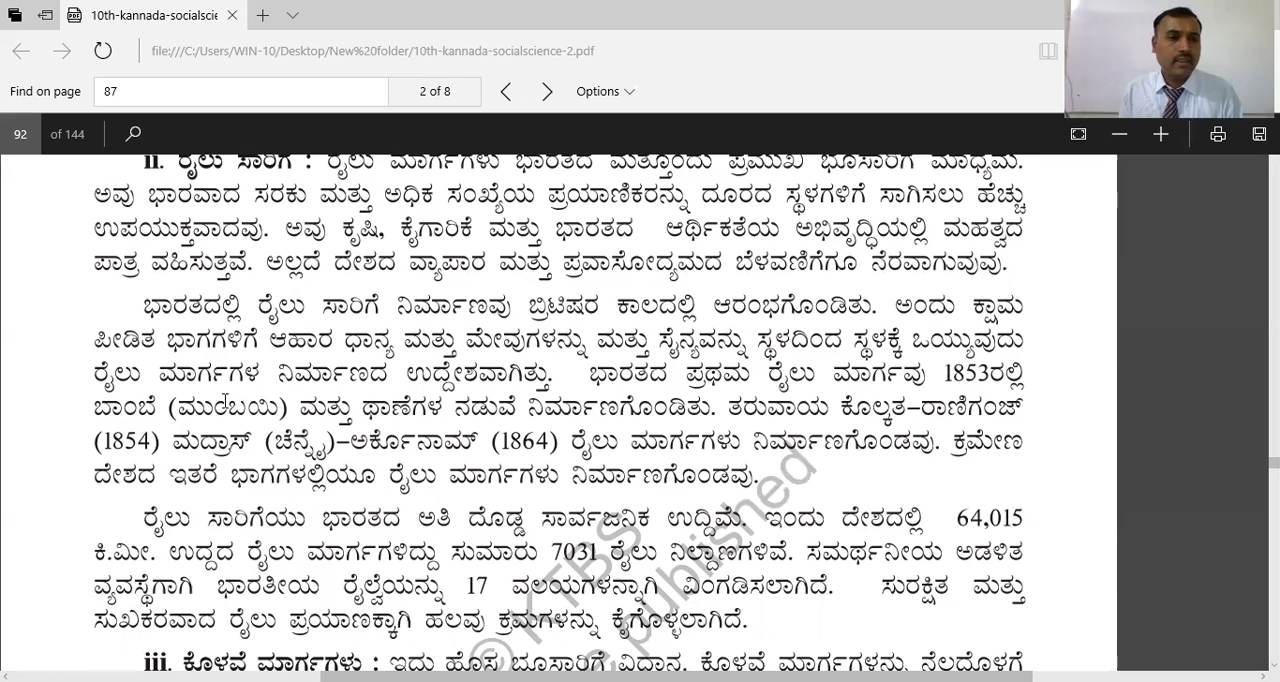 10th-kannada-socialscie
file:///C:/Users/WIN-10/Desktop/New%20folder/10th-kannada-socialscience-2.pdf
Find on page 87 2 of 8 Options
92 of 144
ii. ರೈಲು ಸಾರಿಗೆ : ರೈಲು ಮಾರ್ಗಗಳು ಭಾರತದ ಮತ್ತೊಂದು ಪ್ರಮುಖ ಭೂಸಾರಿಗೆ ಮಾಧ್ಯಮ.
ಅವು ಭಾರವಾದ ಸರಕು ಮತ್ತು ಅಧಿಕ ಸಂಖ್ಯೆಯ ಪ್ರಯಾಣಿಕರನ್ನು ದೂರದ ಸ್ಥಳಗಳಿಗೆ ಸಾಗಿಸಲು ಹೆಚ್ಚು
ಉಪಯುಕ್ತವಾದವು. ಅವು ಕೃಷಿ, ಕೈಗಾರಿಕೆ ಮತ್ತು ಭಾರತದ ಆರ್ಥಿಕತೆಯ ಅಭಿವೃದ್ಧಿಯಲ್ಲಿ ಮಹತ್ವದ
ಪಾತ್ರ ವಹಿಸುತ್ತವೆ. ಅಲ್ಲದೆ ದೇಶದ ವ್ಯಾಪಾರ ಮತ್ತು ಪ್ರವಾಸೋದ್ಯಮದ ಬೆಳವಣಿಗೆಗೂ ನೆರವಾಗುವುವು.
ಭಾರತದಲ್ಲಿ ರೈಲು ಸಾರಿಗೆ ನಿರ್ಮಾಣವು ಬ್ರಿಟಿಷರ ಕಾಲದಲ್ಲಿ ಆರಂಭಗೊಂಡಿತು. ಅಂದು ಕ್ಷಾಮ
ಪೀಡಿತ ಭಾಗಗಳಿಗೆ ಆಹಾರ ಧಾನ್ಯ ಮತ್ತು ಮೇವುಗಳನ್ನು ಮತ್ತು ಸೈನ್ಯವನ್ನು ಸ್ಥಳದಿಂದ ಸ್ಥಳಕ್ಕೆ ಒಯ್ಯುವುದು
ರೈಲು ಮಾರ್ಗಗಳ ನಿರ್ಮಾಣದ ಉದ್ದೇಶವಾಗಿತ್ತು. ಭಾರತದ ಪ್ರಥಮ ರೈಲು ಮಾರ್ಗವು 1853ರಲ್ಲಿ
ಬಾಂಬೆ (ಮುಂಬಯಿ) ಮತ್ತು ಥಾಣೆಗಳ ನಡುವೆ ನಿರ್ಮಾಣಗೊಂಡಿತು. ತರುವಾಯ ಕೊಲ್ಕತ–ರಾಣಿಗಂಜ್
(1854) ಮದ್ರಾಸ್ (ಚೆನ್ನೈ)–ಅರ್ಕೊನಾಮ್ (1864) ರೈಲು ಮಾರ್ಗಗಳು ನಿರ್ಮಾಣಗೊಂಡವು. ಕ್ರಮೇಣ
ದೇಶದ ಇತರೆ ಭಾಗಗಳಲ್ಲಿಯೂ ರೈಲು ಮಾರ್ಗಗಳು ನಿರ್ಮಾಣಗೊಂಡವು.
ರೈಲು ಸಾರಿಗೆಯು ಭಾರತದ ಅತಿ ದೊಡ್ಡ ಸಾರ್ವಜನಿಕ ಉದ್ದಿಮೆ. ಇಂದು ದೇಶದಲ್ಲಿ 64,015
ಕಿ.ಮೀ. ಉದ್ದದ ರೈಲು ಮಾರ್ಗಗಳಿದ್ದು ಸುಮಾರು 7031 ರೈಲು ನಿಲ್ದಾಣಗಳಿವೆ. ಸಮರ್ಥನೀಯ ಅಡಳಿತ
ವ್ಯವಸ್ಥೆಗಾಗಿ ಭಾರತೀಯ ರೈಲ್ವೆಯನ್ನು 17 ವಲಯಗಳನ್ನಾಗಿ ವಿಂಗಡಿಸಲಾಗಿದೆ. ಸುರಕ್ಷಿತ ಮತ್ತು
ಸುಖಕರವಾದ ರೈಲು ಪ್ರಯಾಣಕ್ಕಾಗಿ ಹಲವು ಕ್ರಮಗಳನ್ನು ಕೈಗೊಳ್ಳಲಾಗಿದೆ.
© KTBS
be published
iii. ಕೊಳವೆ ಮಾರ್ಗಗಳು : ಇದು ಹೊಸ ಭೂಸಾರಿಗೆ ವಿಧಾನ. ಕೊಳವೆ ಮಾರ್ಗಗಳನ್ನು ನೆಲದೊಳಗೆ